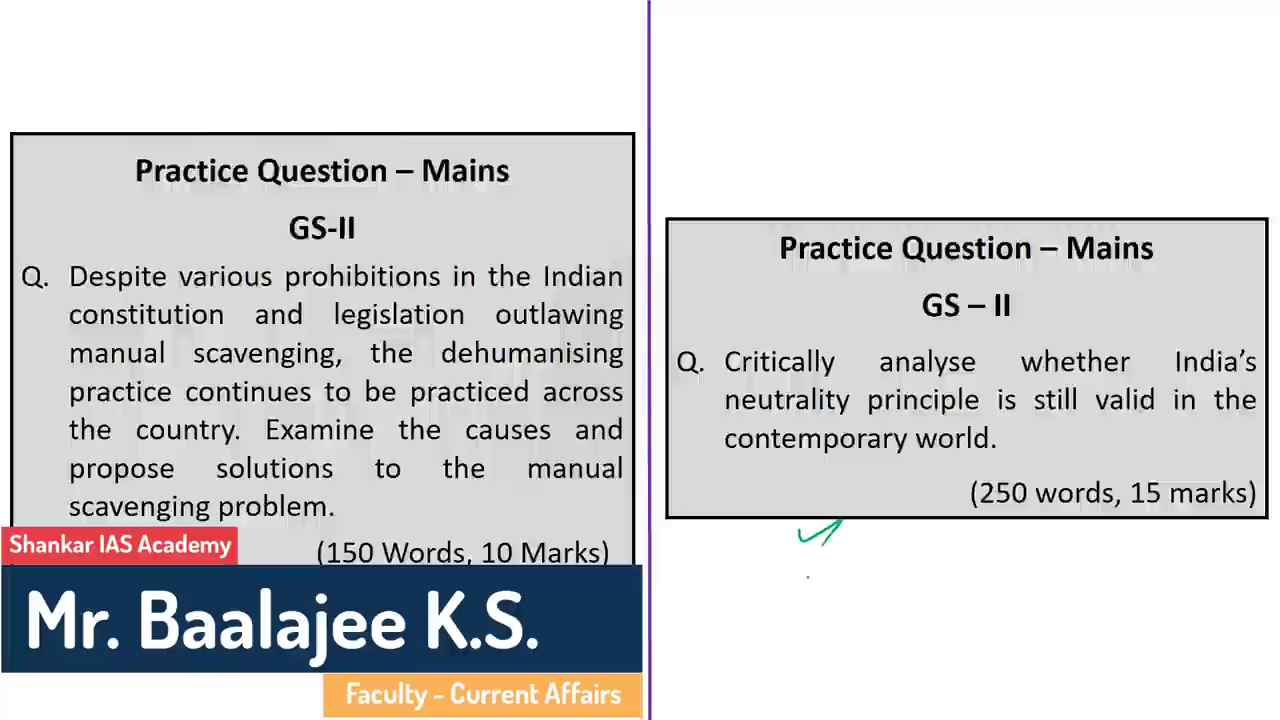 Practice Question – Mains
GS-II
Q. Despite various prohibitions in the Indian
constitution and legislation outlawing
manual scavenging, the dehumanising
practice continues to be practiced across
the country. Examine the causes and
propose solutions to the manual
scavenging problem.
(150 Words, 10 Marks)
Shankar IAS Academy
Mr. Baalajee K.S.
Faculty - Current Affairs
Practice Question – Mains
GS – II
Q. Critically analyse whether India’s
neutrality principle is still valid in the
contemporary world.
(250 words, 15 marks)